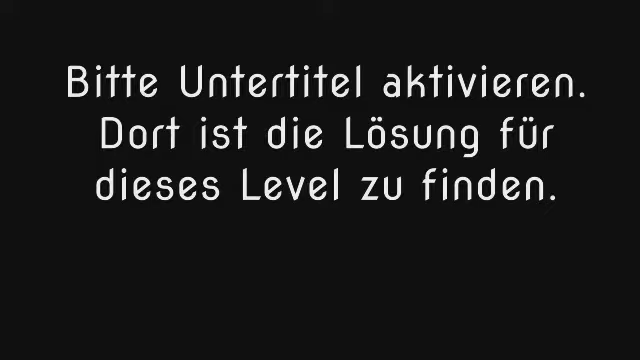 Bitte Untertitel aktivieren.
Dort ist die Lösung für
dieses Level zu finden.